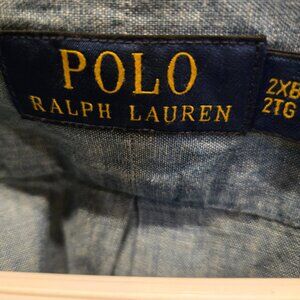 POLO
RALPH LAUREN
2XB
2TG